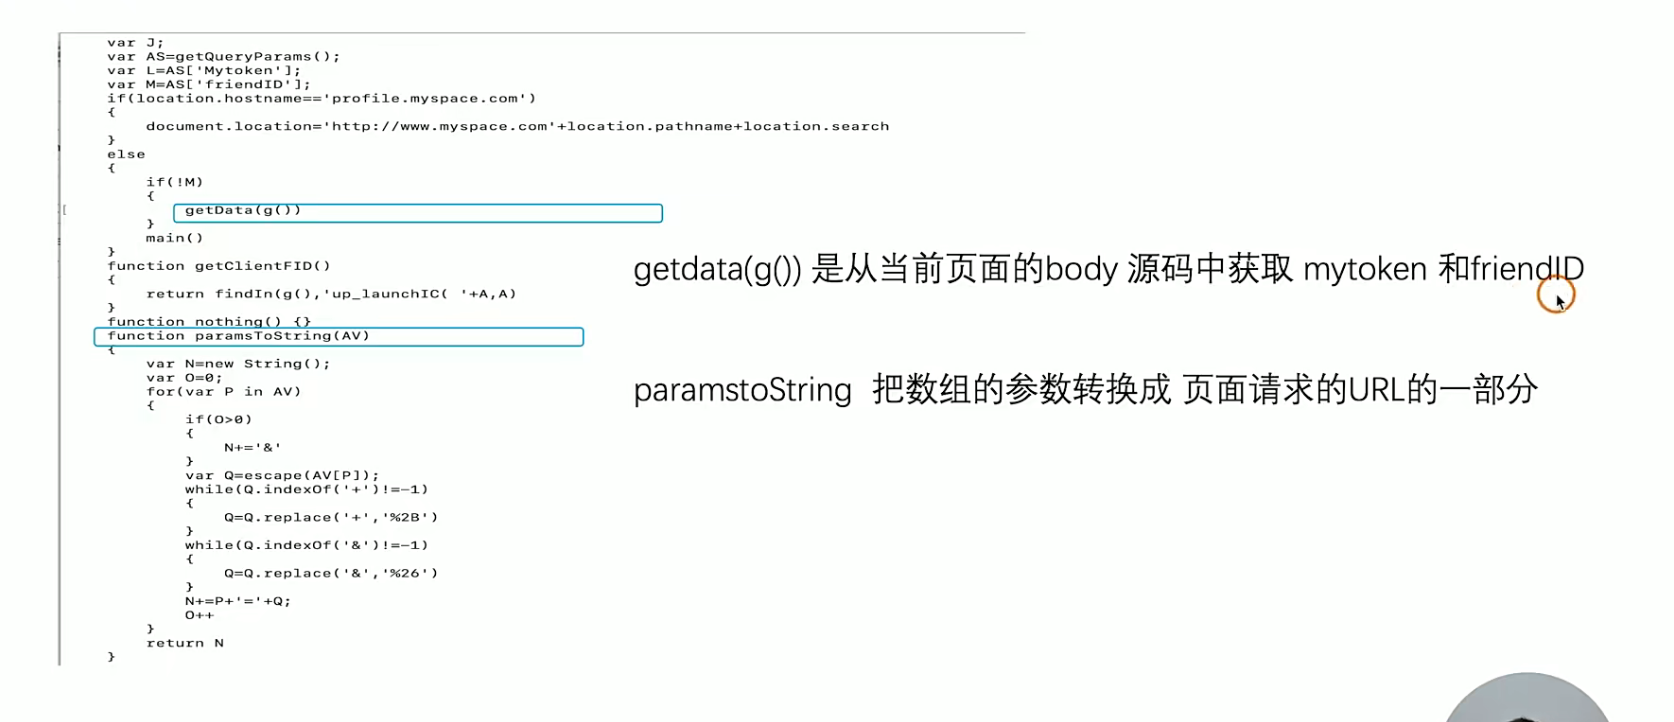 var J;
var AS=getQueryParams();
var L=AS['Mytoken'];
var M=AS['friendID'];
if(location.hostname=='profile.myspace.com')
{
document.location='http://www.myspace.com'+location.pathname+location.search
}
else
{
if(!M)
{
getData(g())
}
main()
}
function getClientFID()
{
return findIn(g(),'up_launchIC( '+A,A)
}
function nothing() {}
function paramsToString(AV)
{
var N=new String();
var O=0;
for(var P in AV)
{
if(O>0)
{
N+='&'
}
var Q=escape(AV[P]);
while(Q.indexOf('+')!=-1)
{
Q=Q.replace('+','%2B')
}
while(Q.indexOf('&')!=-1)
{
Q=Q.replace('&','%26')
}
N+=P+'='+Q;
O++
}
return N
}
getdata(g()) 是从当前页面的body 源码中获取 mytoken 和friendID
paramstoString 把数组的参数转换成 页面请求的URL的一部分